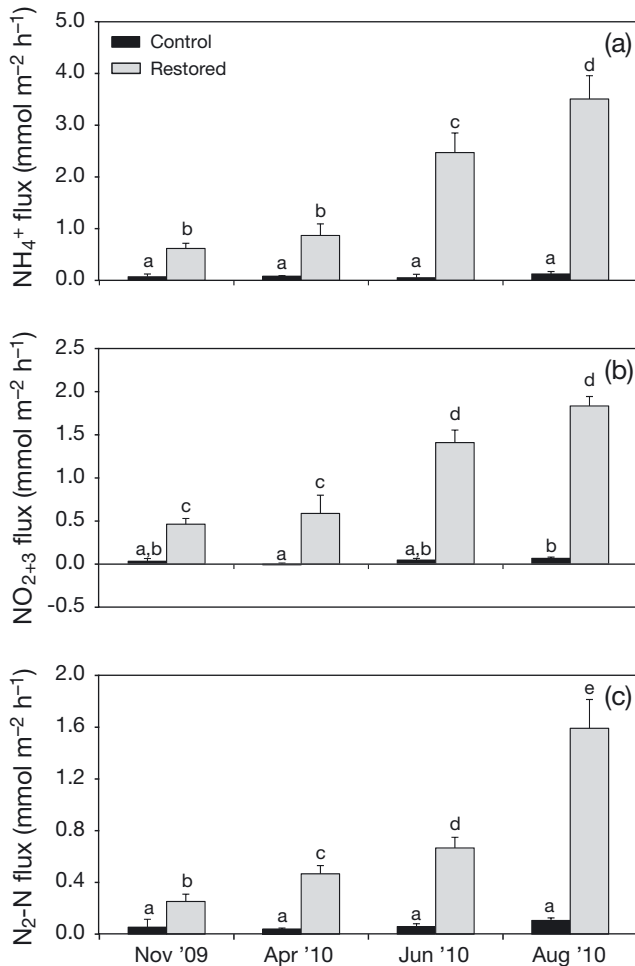 5.0
(a)
Control
Restored
4.0
3.0
2.0
1.0
0.0
NH₄⁺ flux (mmol m⁻² h⁻¹)
a b a b a c a d
2.5
(b)
2.0
1.5
1.0
0.5
0.0
-0.5
NO₂₊₃ flux (mmol m⁻² h⁻¹)
a,b c a c a,b d b d
2.0
(c)
1.6
1.2
0.8
0.4
0.0
N₂-N flux (mmol m⁻² h⁻¹)
a b a c a d a e
Nov '09 Apr '10 Jun '10 Aug '10